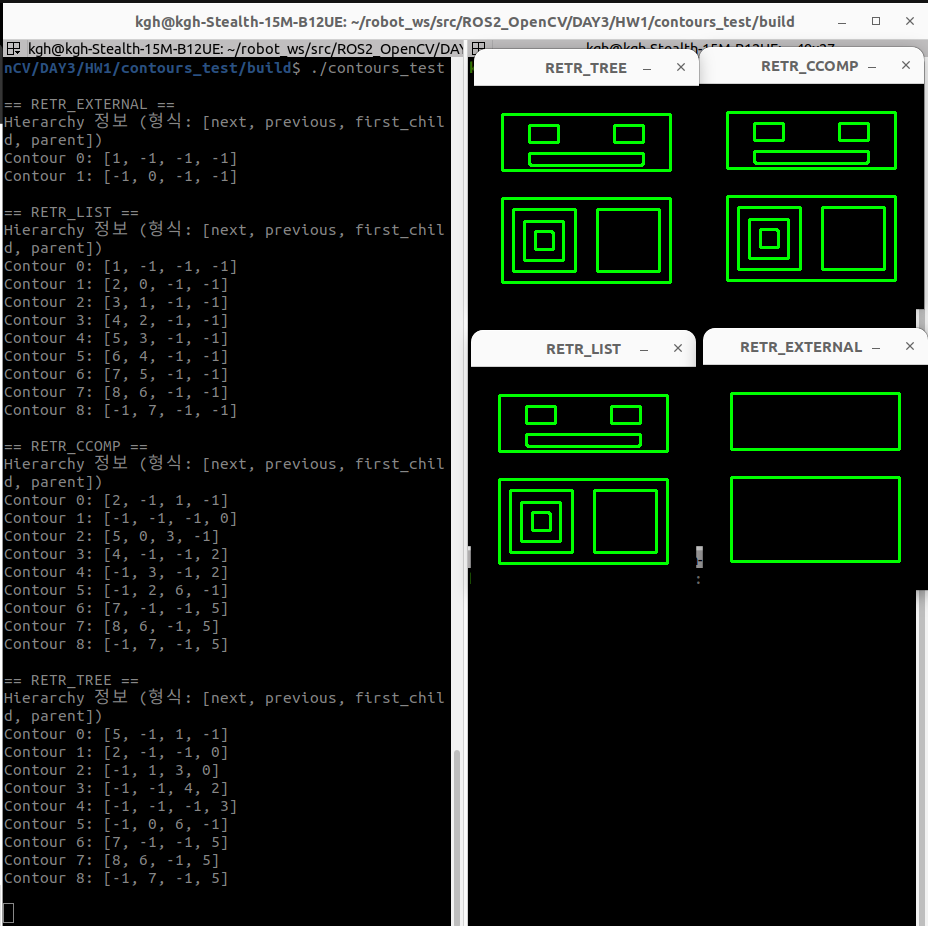 kgh@kgh-Stealth-15M-B12UE: ~/robot_ws/src/ROS2_OpenCV/DAY3/HW1/contours_test/build
kgh@kgh-Stealth-15M-B12UE: ~/robot_ws/src/ROS2_OpenCV/DAY
nCV/DAY3/HW1/contours_test/build$ ./contours_test
== RETR_EXTERNAL ==
Hierarchy 정보 (형식: [next, previous, first_chil
d, parent])
Contour 0: [1, -1, -1, -1]
Contour 1: [-1, 0, -1, -1]
== RETR_LIST ==
Hierarchy 정보 (형식: [next, previous, first_chil
d, parent])
Contour 0: [1, -1, -1, -1]
Contour 1: [2, 0, -1, -1]
Contour 2: [3, 1, -1, -1]
Contour 3: [4, 2, -1, -1]
Contour 4: [5, 3, -1, -1]
Contour 5: [6, 4, -1, -1]
Contour 6: [7, 5, -1, -1]
Contour 7: [8, 6, -1, -1]
Contour 8: [-1, 7, -1, -1]
== RETR_CCOMP ==
Hierarchy 정보 (형식: [next, previous, first_chil
d, parent])
Contour 0: [2, -1, 1, -1]
Contour 1: [-1, -1, -1, 0]
Contour 2: [5, 0, 3, -1]
Contour 3: [4, -1, -1, 2]
Contour 4: [-1, 3, -1, 2]
Contour 5: [-1, 2, 6, -1]
Contour 6: [7, -1, -1, 5]
Contour 7: [8, 6, -1, 5]
Contour 8: [-1, 7, -1, 5]
== RETR_TREE ==
Hierarchy 정보 (형식: [next, previous, first_chil
d, parent])
Contour 0: [5, -1, 1, -1]
Contour 1: [2, -1, -1, 0]
Contour 2: [-1, 1, 3, 0]
Contour 3: [-1, -1, 4, 2]
Contour 4: [-1, -1, -1, 3]
Contour 5: [-1, 0, 6, -1]
Contour 6: [7, -1, -1, 5]
Contour 7: [8, 6, -1, 5]
Contour 8: [-1, 7, -1, 5]
RETR_TREE
RETR_CCOMP
RETR_LIST
RETR_EXTERNAL